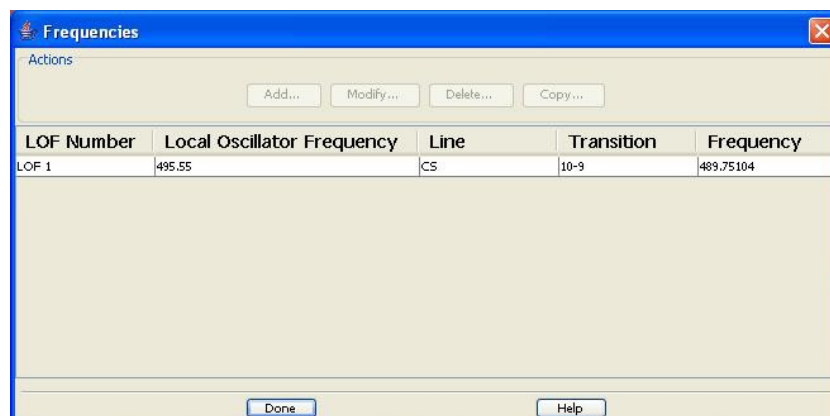 Frequencies
Actions
Add... Modify... Delete... Copy...
LOF Number Local Oscillator Frequency Line Transition Frequency
LOF 1 495.55 CS 10-9 489.75104
Done Help